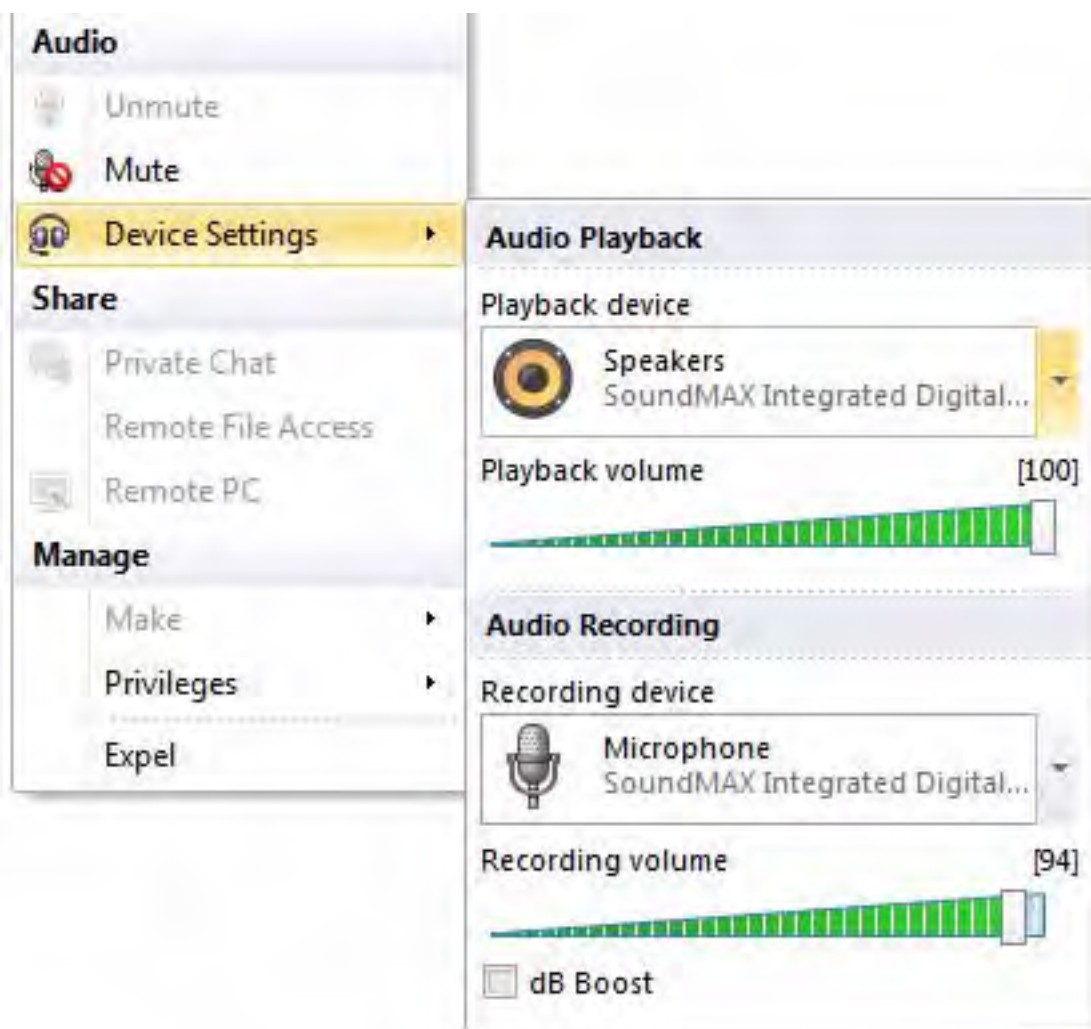 Audio
Unmute
Mute
Device Settings
Share
Private Chat
Remote File Access
Remote PC
Manage
Make
Privileges
Expel
Audio Playback
Playback device
Speakers
SoundMAX Integrated Digital...
Playback volume [100]
Audio Recording
Recording device
Microphone
SoundMAX Integrated Digital...
Recording volume [94]
dB Boost